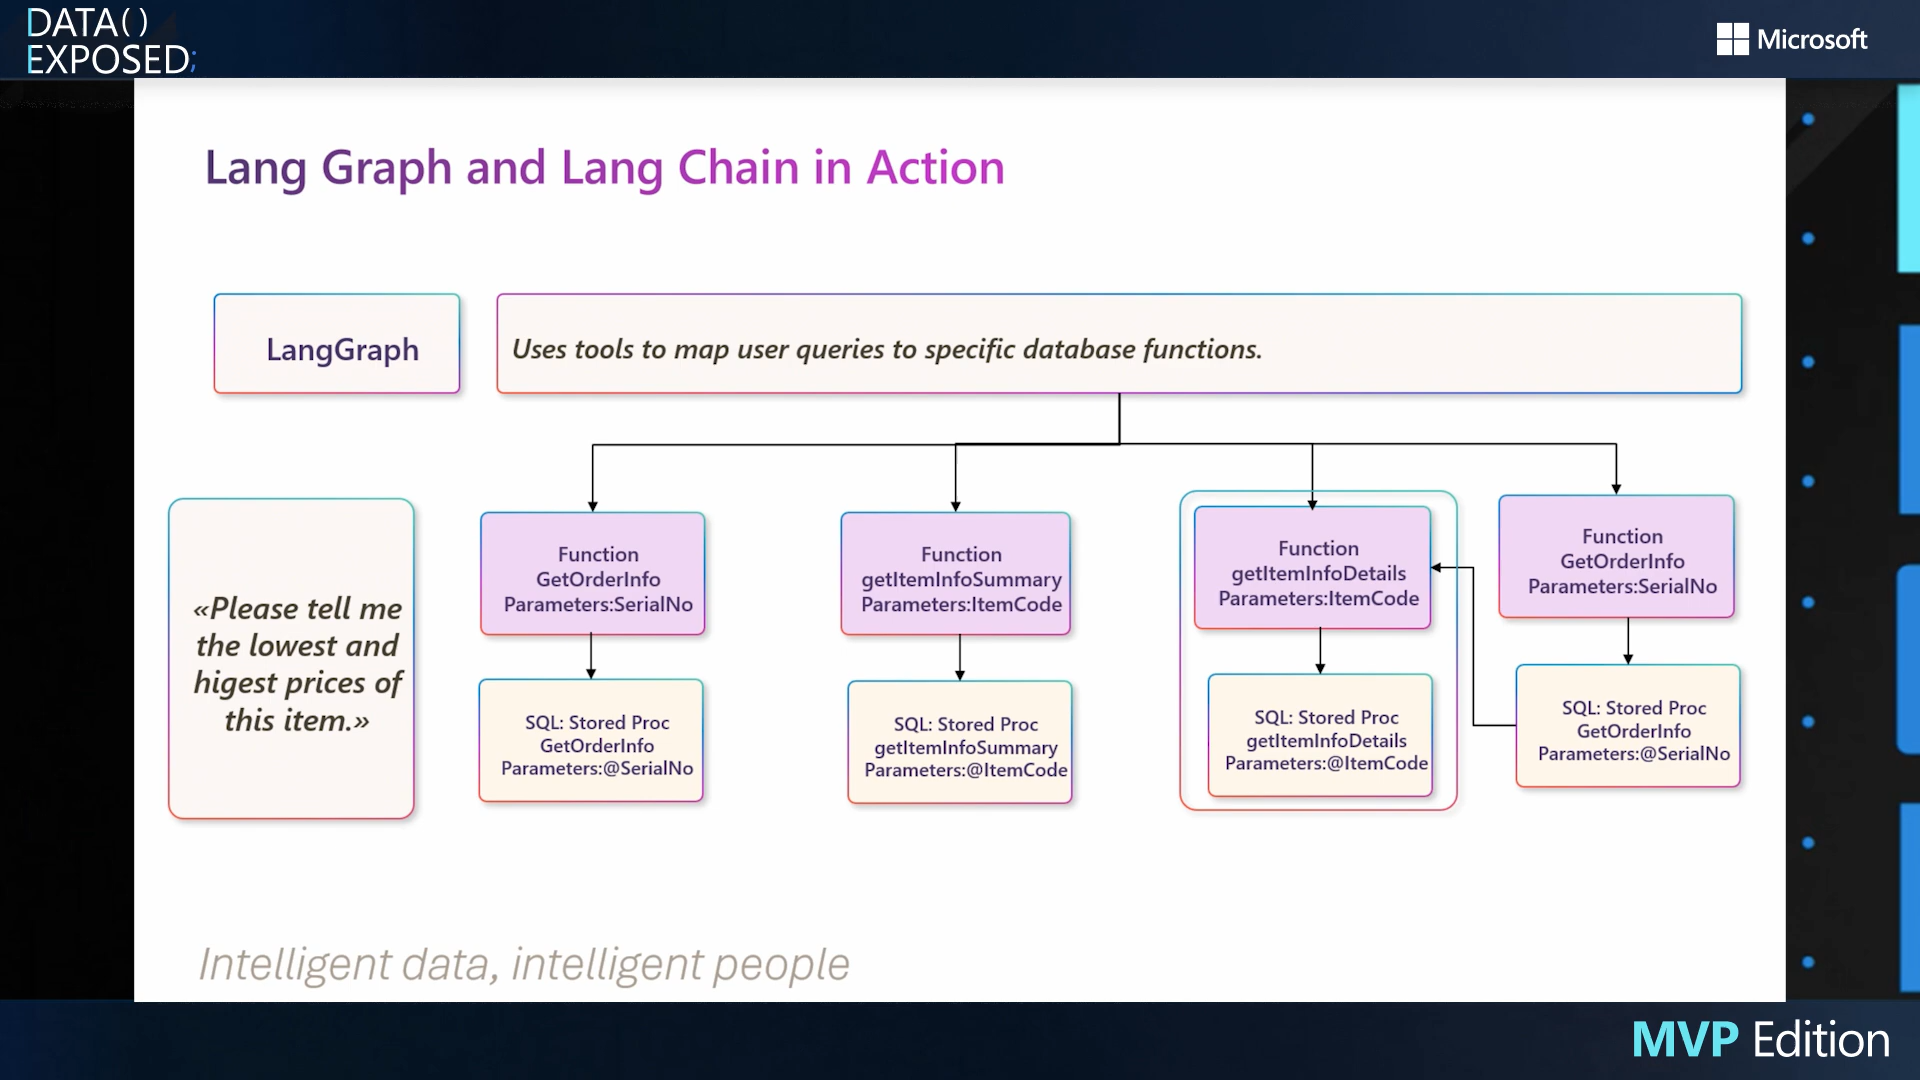 DATA()
EXPOSED;
Microsoft
Lang Graph and Lang Chain in Action
LangGraph
Uses tools to map user queries to specific database functions.
«Please tell me
the lowest and
higest prices of
this item.»
Function
GetOrderInfo
Parameters:SerialNo
SQL: Stored Proc
GetOrderInfo
Parameters:@SerialNo
Function
getItemInfoSummary
Parameters:ItemCode
SQL: Stored Proc
getItemInfoSummary
Parameters:@ItemCode
Function
getItemInfoDetails
Parameters:ItemCode
SQL: Stored Proc
getItemInfoDetails
Parameters:@ItemCode
Function
GetOrderInfo
Parameters:SerialNo
SQL: Stored Proc
GetOrderInfo
Parameters:@SerialNo
Intelligent data, intelligent people
MVP Edition